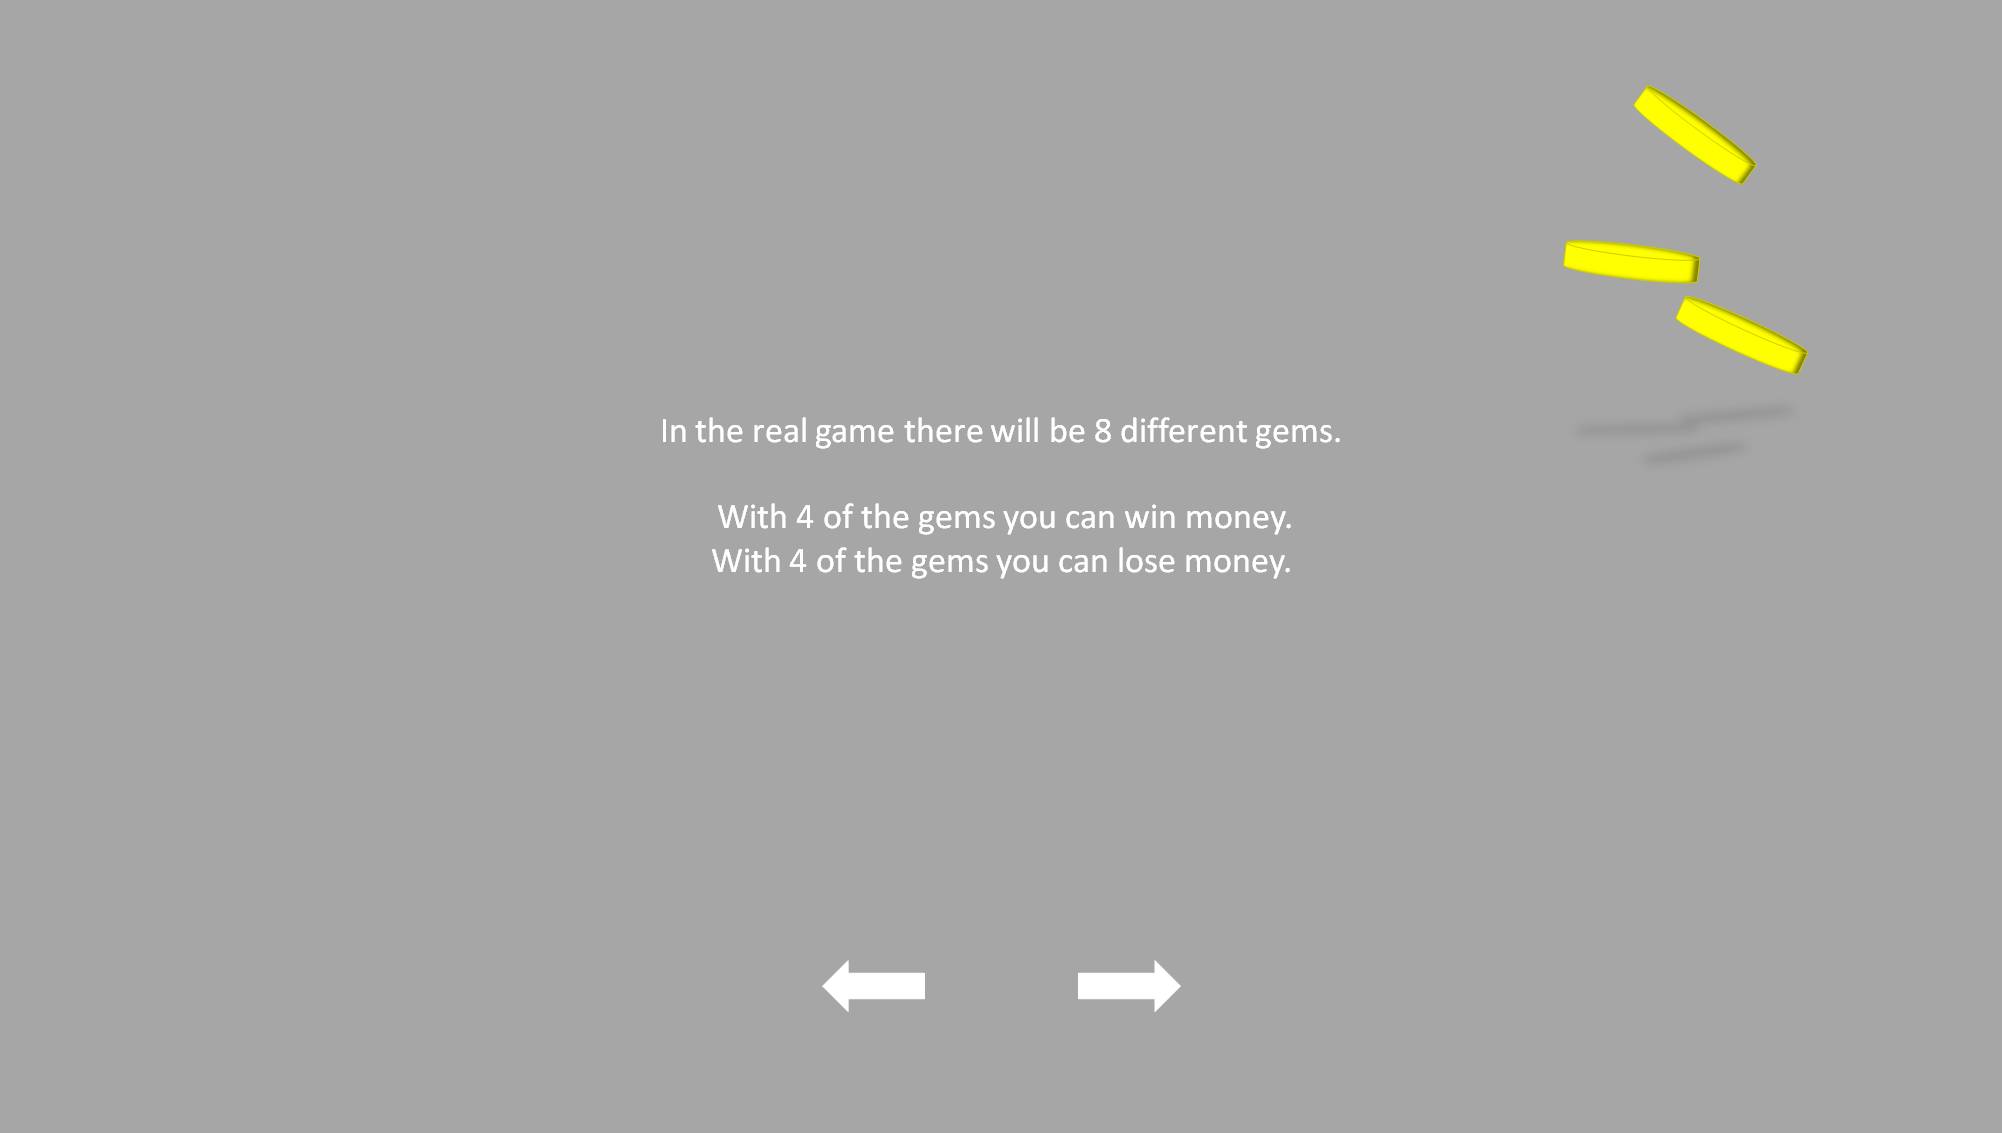 In the real game there will be 8 different gems.
With 4 of the gems you can win money.
With 4 of the gems you can lose money.